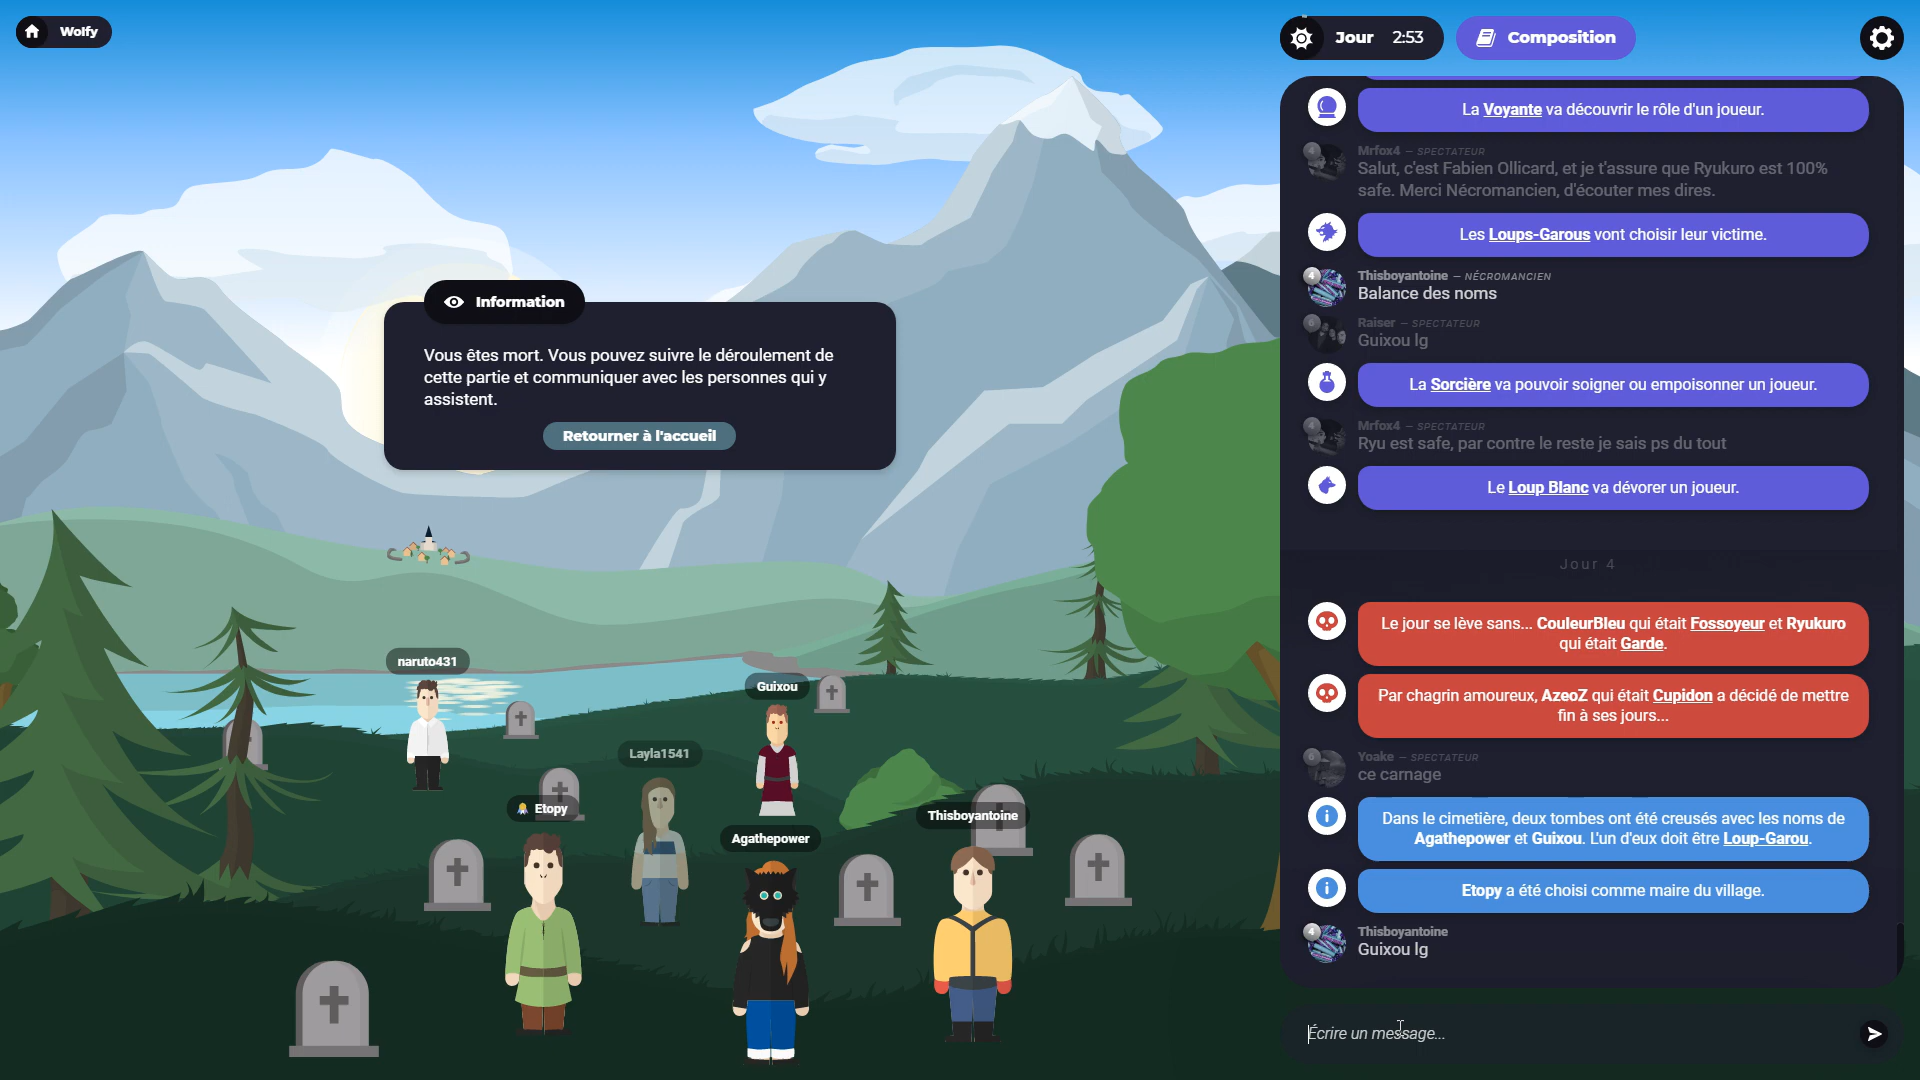 Wolfy
Jour 2:53
Composition
La Voyante va découvrir le rôle d'un joueur.
4
Mrfox4 – SPECTATEUR
Salut, c'est Fabien Ollicard, et je t'assure que Ryukuro est 100%
safe. Merci Nécromancien, d'écouter mes dires.
Les Loups-Garous vont choisir leur victime.
4
Thisboyantoine – NÉCROMANCIEN
Balance des noms
6
Raiser – SPECTATEUR
Guixou lg
La Sorcière va pouvoir soigner ou empoisonner un joueur.
4
Mrfox4 – SPECTATEUR
Ryu est safe, par contre le reste je sais ps du tout
Le Loup Blanc va dévorer un joueur.
Jour 4
Le jour se lève sans... CouleurBleu qui était Fossoyeur et Ryukuro
qui était Garde.
Par chagrin amoureux, AzeoZ qui était Cupidon a décidé de mettre
fin à ses jours...
6
Yoake – SPECTATEUR
ce carnage
Dans le cimetière, deux tombes ont été creusés avec les noms de
Agathepower et Guixou. L'un d'eux doit être Loup-Garou.
Etopy a été choisi comme maire du village.
4
Thisboyantoine
Guixou lg
Écrire un message...
Information
Vous êtes mort. Vous pouvez suivre le déroulement de
cette partie et communiquer avec les personnes qui y
assistent.
Retourner à l'accueil
naruto431
Guixou
Layla1541
Etopy
Agathepower
Thisboyantoine